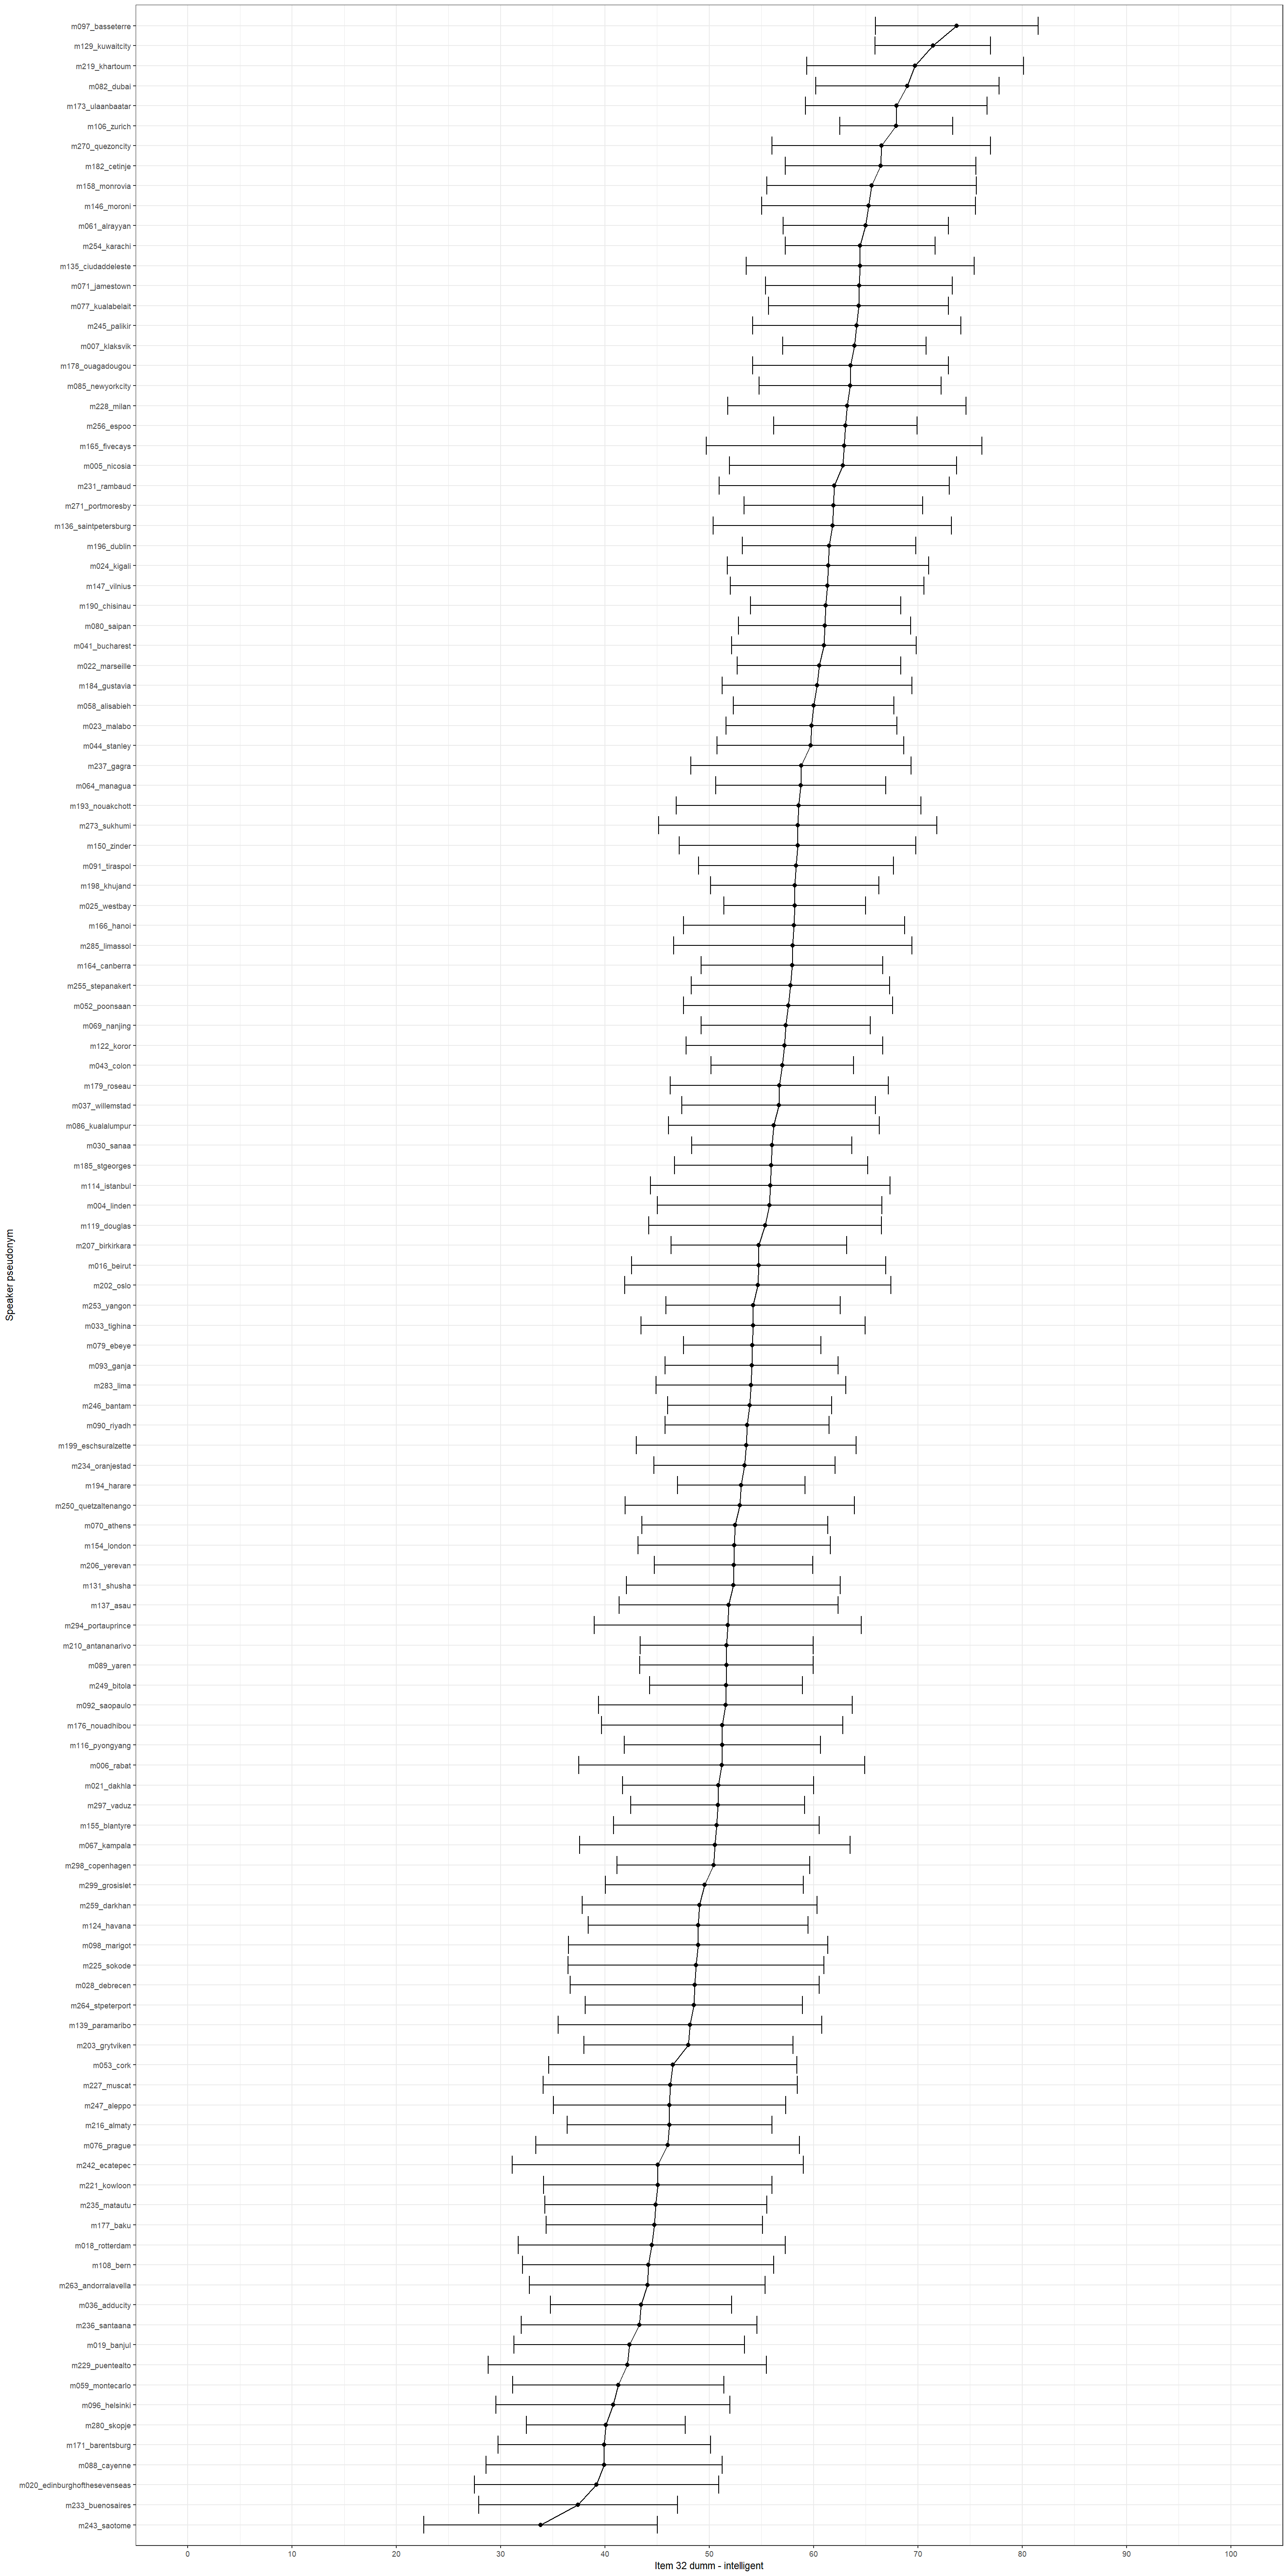 m097_basseterre
m129_kuwaitcity
m219_khartoum
m082_dubai
m173_ulaanbaatar
m106_zurich
m270_quezoncity
m182_cetinje
m158_monrovia
m146_moroni
m061_alrayyan
m254_karachi
m135_ciudaddeleste
m071_jamestown
m077_kualabelait
m245_palikir
m007_klaksvik
m178_ouagadougou
m085_newyorkcity
m228_milan
m256_espoo
m165_fivecays
m005_nicosia
m231_rambaud
m271_portmoresby
m136_saintpetersburg
m196_dublin
m024_kigali
m147_vilnius
m190_chisinau
m080_saipan
m041_bucharest
m022_marseille
m184_gustavia
m058_alisabieh
m023_malabo
m044_stanley
m237_gagra
m064_managua
m193_nouakchott
m273_sukhumi
m150_zinder
m091_tiraspol
m198_khujand
m025_westbay
m166_hanoi
m285_limassol
m164_canberra
m255_stepanakert
m052_poonsaan
m069_nanjing
m122_koror
m043_colon
m179_roseau
m037_willemstad
m086_kualalumpur
m030_sanaa
m185_stgeorges
m114_istanbul
m004_linden
m119_douglas
m207_birkirkara
m016_beirut
m202_oslo
m253_yangon
m033_tighina
m079_ebeye
m093_ganja
m283_lima
m246_bantam
m090_riyadh
m199_eschsuralzette
m234_oranjestad
m194_harare
m250_quetzaltenango
m070_athens
m154_london
m206_yerevan
m131_shusha
m137_asau
m294_portauprince
m210_antananarivo
m089_yaren
m249_bitola
m092_saopaulo
m176_nouadhibou
m116_pyongyang
m006_rabat
m021_dakhla
m297_vaduz
m155_blantyre
m067_kampala
m298_copenhagen
m299_grosislet
m259_darkhan
m124_havana
m098_marigot
m225_sokode
m028_debrecen
m264_stpeterport
m139_paramaribo
m203_grytviken
m053_cork
m227_muscat
m247_aleppo
m216_almaty
m076_prague
m242_ecatepec
m221_kowloon
m235_matautu
m177_baku
m018_rotterdam
m108_bern
m263_andorralavella
m036_adducity
m236_santaana
m019_banjul
m229_puentealto
m059_montecarlo
m096_helsinki
m280_skopje
m171_barentsburg
m088_cayenne
m020_edinburghofthesevenseas
m233_buenosaires
m243_saotome
Speaker pseudonym
0 10 20 30 40 50 60 70 80 90 100
Item 32 dumm - intelligent